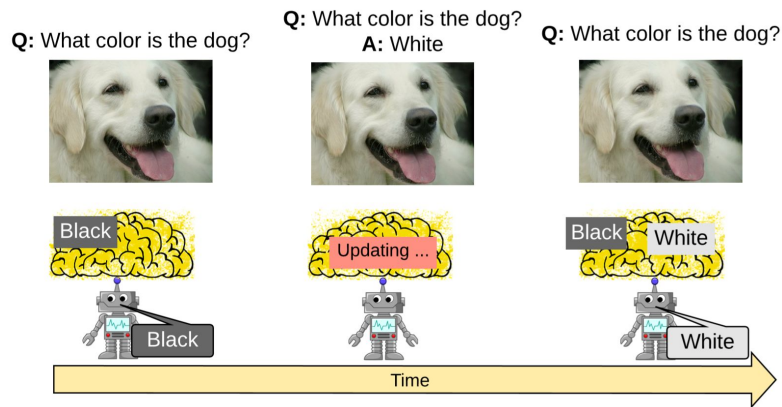 Q: What color is the dog?
Q: What color is the dog?
A: White
Q: What color is the dog?
Black
Updating ...
Black
White
Black
White
Time